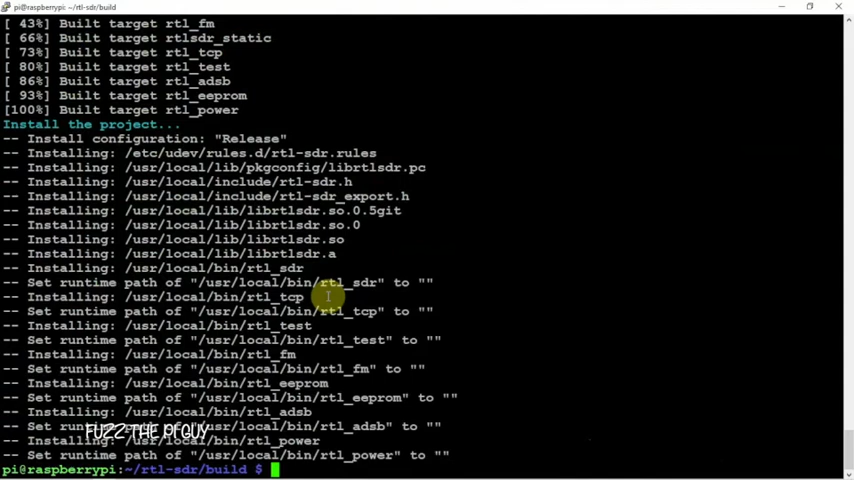 pi@raspberrypi: ~/rtl-sdr/build
[ 43%] Built target rtl_fm
[ 66%] Built target rtlsdr_static
[ 73%] Built target rtl_tcp
[ 80%] Built target rtl_test
[ 86%] Built target rtl_adsb
[ 93%] Built target rtl_eeprom
[100%] Built target rtl_power
Install the project...
-- Install configuration: "Release"
-- Installing: /etc/udev/rules.d/rtl-sdr.rules
-- Installing: /usr/local/lib/pkgconfig/librtlsdr.pc
-- Installing: /usr/local/include/rtl-sdr.h
-- Installing: /usr/local/include/rtl-sdr_export.h
-- Installing: /usr/local/lib/librtlsdr.so.0.5git
-- Installing: /usr/local/lib/librtlsdr.so.0
-- Installing: /usr/local/lib/librtlsdr.so
-- Installing: /usr/local/lib/librtlsdr.a
-- Installing: /usr/local/bin/rtl_sdr
-- Set runtime path of "/usr/local/bin/rtl_sdr" to ""
-- Installing: /usr/local/bin/rtl_tcp
-- Set runtime path of "/usr/local/bin/rtl_tcp" to ""
-- Installing: /usr/local/bin/rtl_test
-- Set runtime path of "/usr/local/bin/rtl_test" to ""
-- Installing: /usr/local/bin/rtl_fm
-- Set runtime path of "/usr/local/bin/rtl_fm" to ""
-- Installing: /usr/local/bin/rtl_eeprom
-- Set runtime path of "/usr/local/bin/rtl_eeprom" to ""
-- Installing: /usr/local/bin/rtl_adsb
-- Set runtime path of "/usr/local/bin/rtl_adsb" to ""
FUZZ THE PI GUY
-- Installing: /usr/local/bin/rtl_power
-- Set runtime path of "/usr/local/bin/rtl_power" to ""
pi@raspberrypi:~/rtl-sdr/build $